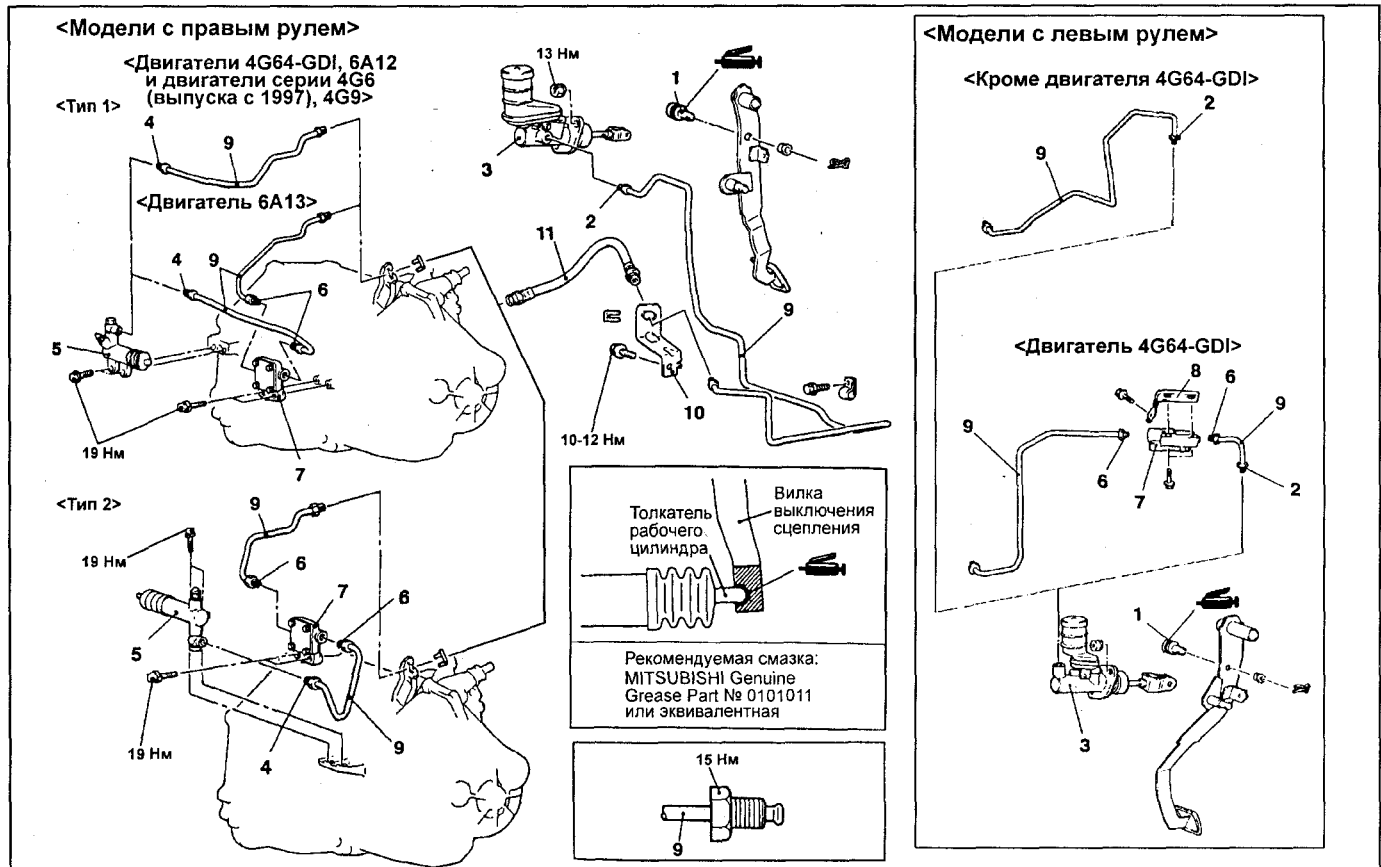 <Модели с правым рулем>
<Двигатели 4G64-GDI, 6A12
и двигатели серии 4G6
(выпуска с 1997), 4G9>
<Тип 1>
4
9
<Двигатель 6A13>
4
9
6
5
19 Нм
7
13 Нм
1
3
2
11
9
10
10-12 Нм
<Тип 2>
19 Нм
9
6
7
6
5
19 Нм
4
9
Толкатель
рабочего
цилиндра
Вилка
выключения
сцепления
Рекомендуемая смазка:
MITSUBISHI Genuine
Grease Part № 0101011
или эквивалентная
15 Нм
9
<Модели с левым рулем>
<Кроме двигателя 4G64-GDI>
2
9
<Двигатель 4G64-GDI>
8
6
9
9
6
7
2
1
3